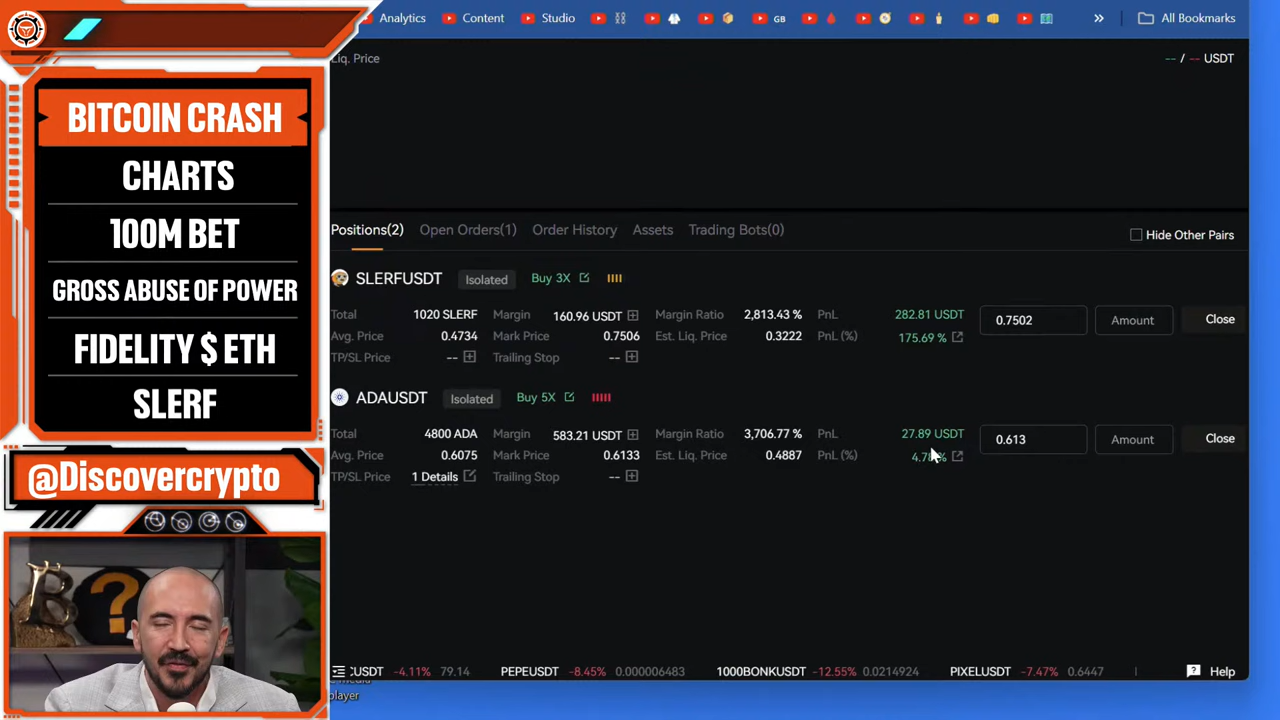 Analytics Content Studio GB » All Bookmarks
BITCOIN CRASH
CHARTS
100M BET
GROSS ABUSE OF POWER
FIDELITY $ ETH
SLERF
@Discovercrypto
Liq. Price -- / -- USDT
Positions(2) Open Orders(1) Order History Assets Trading Bots(0) Hide Other Pairs
SLERFUSDT Isolated Buy 3X
Total 1020 SLERF Margin 160.96 USDT Margin Ratio 2,813.43 % PnL 282.81 USDT 0.7502 Amount Close
Avg. Price 0.4734 Mark Price 0.7506 Est. Liq. Price 0.3222 PnL (%) 175.69 %
TP/SL Price -- Trailing Stop --
ADAUSDT Isolated Buy 5X
Total 4800 ADA Margin 583.21 USDT Margin Ratio 3,706.77 % PnL 27.89 USDT 0.613 Amount Close
Avg. Price 0.6075 Mark Price 0.6133 Est. Liq. Price 0.4887 PnL (%)
TP/SL Price 1 Details Trailing Stop --
CUSDT -4.11% 79.14 PEPEUSDT -8.45% 0.000006483 1000BONKUSDT -12.55% 0.0214924 PIXELUSDT -7.47% 0.6447 Help
player